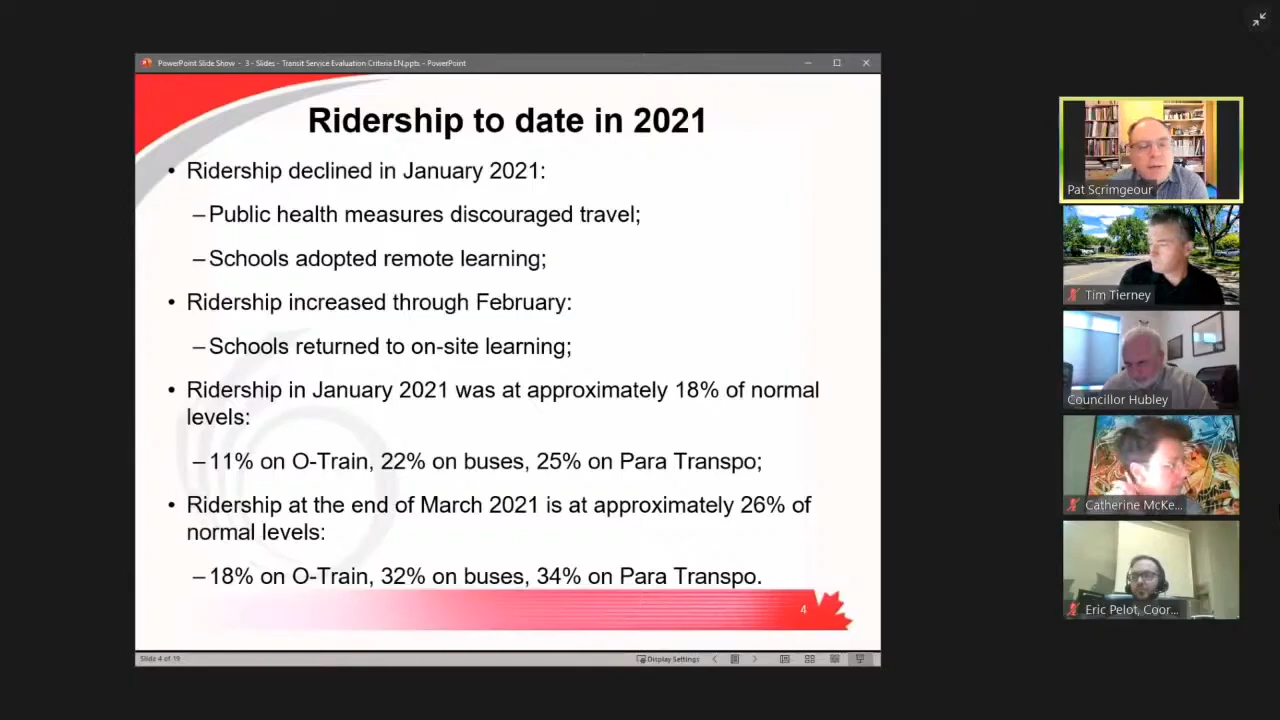 PowerPoint Slide Show - 3 - Slides - Transit Service Evaluation Criteria EN.pptx - PowerPoint
Ridership to date in 2021
• Ridership declined in January 2021:
–Public health measures discouraged travel;
–Schools adopted remote learning;
• Ridership increased through February:
–Schools returned to on-site learning;
• Ridership in January 2021 was at approximately 18% of normal
levels:
–11% on O-Train, 22% on buses, 25% on Para Transpo;
• Ridership at the end of March 2021 is at approximately 26% of
normal levels:
–18% on O-Train, 32% on buses, 34% on Para Transpo.
4
Slide 4 of 19
Display Settings
Pat Scrimgeour
Tim Tierney
Councillor Hubley
Catherine McKe...
Eric Pelot, Coor...